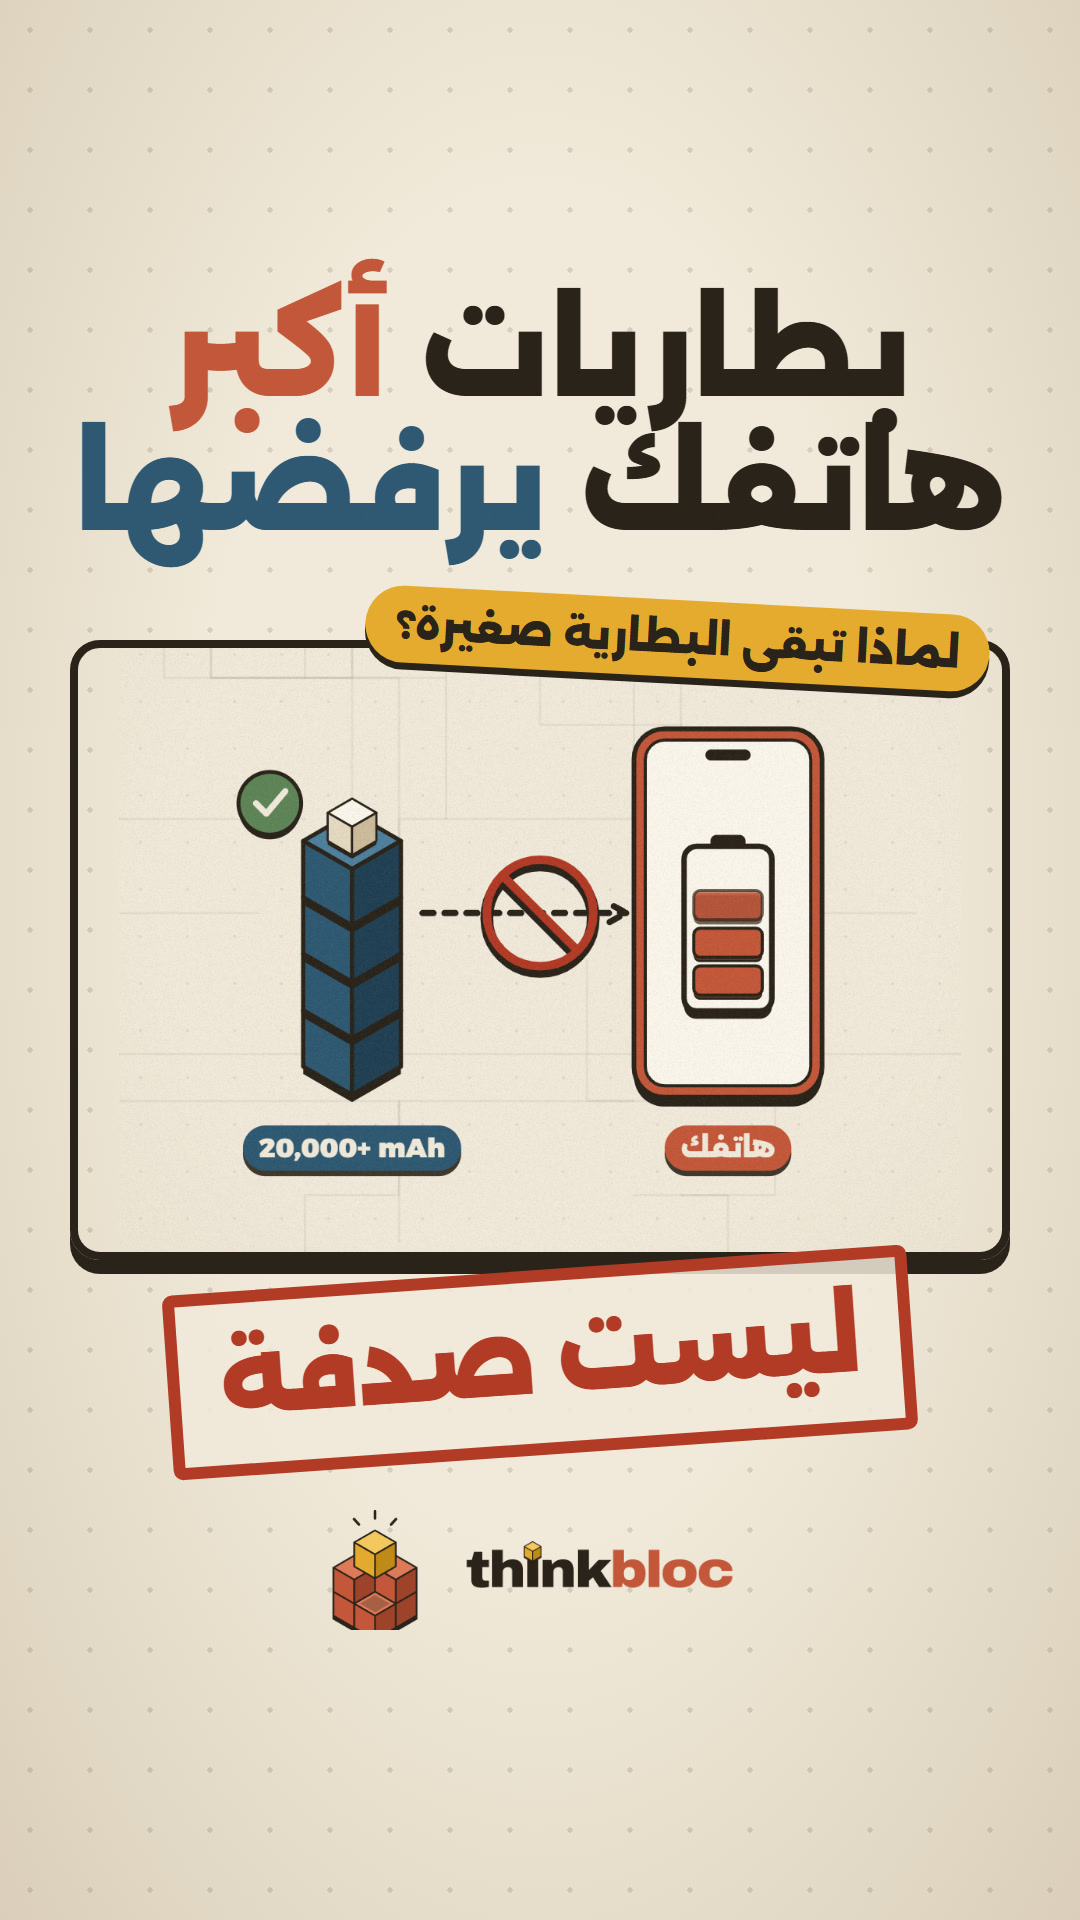 بطاريات أكبر
هاتفك يرفضها
لماذا تبقى البطارية صغيرة؟
20,000+ mAh
هاتفك
ليست صدفة
thinkbloc